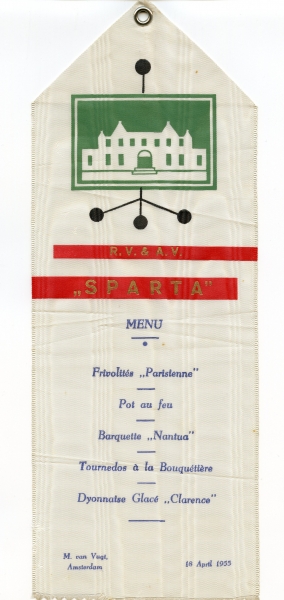 R.V. & A.V.
„SPARTA"
MENU
Frivolités „Parisienne"
Pot au feu
Barquette „Nantua"
Tournedos à la Bouquétière
Dyonnaise Glacé „Clarence"
M. van Vugt,
Amsterdam
18 April 1955